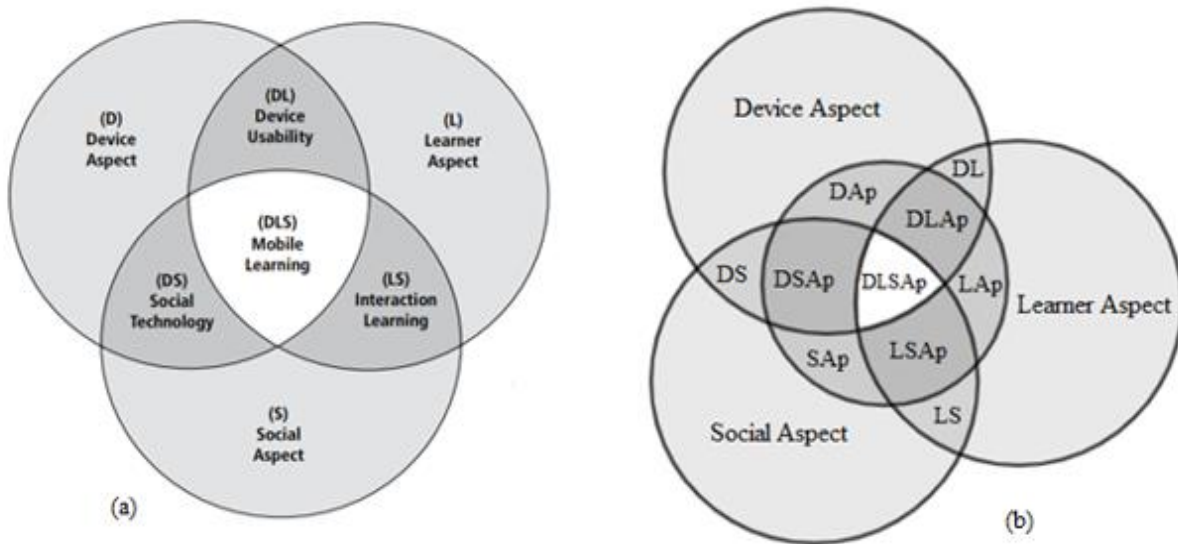 (D)
Device
Aspect
(DL)
Device
Usability
(L)
Learner
Aspect
(DLS)
Mobile
Learning
(DS)
Social
Technology
(LS)
Interaction
Learning
(S)
Social
Aspect
(a)
Device Aspect
DL
DAp
DLAp
DS
DSAp
DLSAp
LAp
Learner Aspect
SAp
LSAp
LS
Social Aspect
(b)